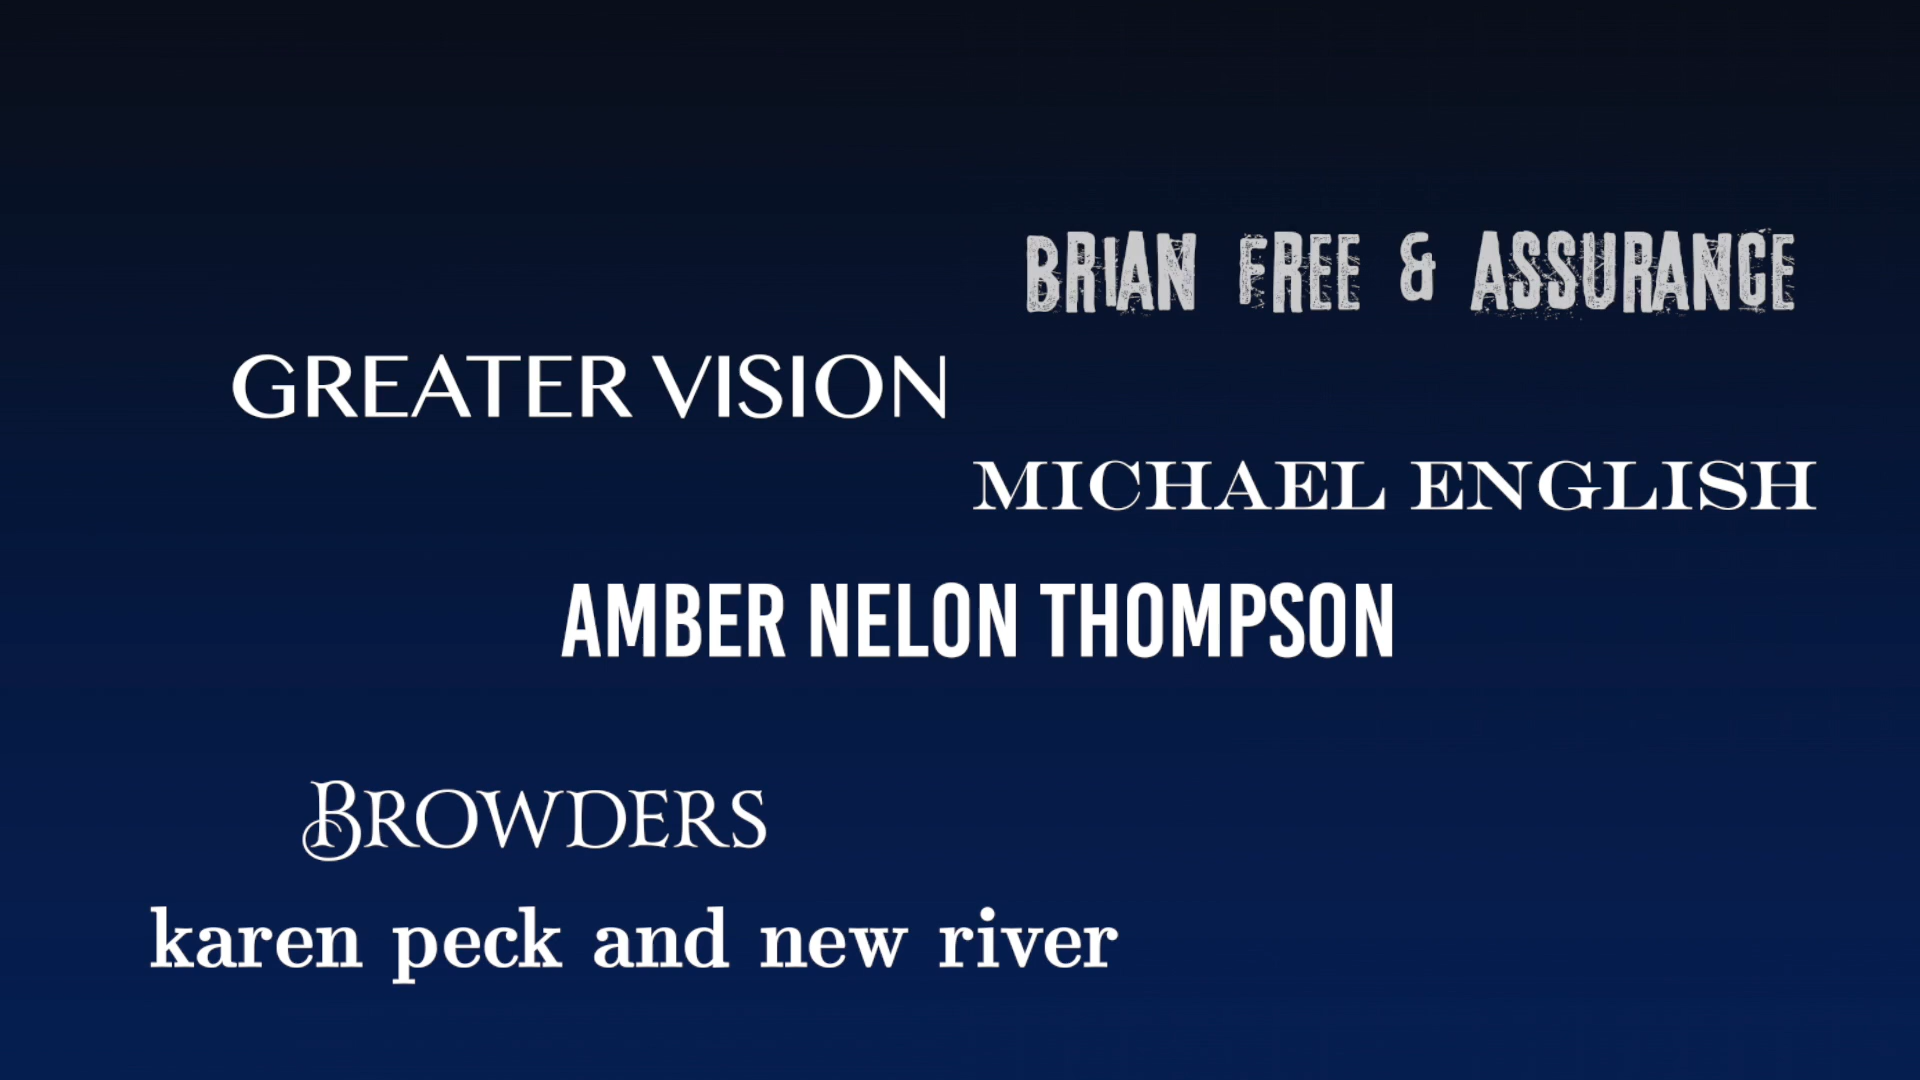 BRIAN FREE & ASSURANCE
GREATER VISION
MICHAEL ENGLISH
AMBER NELON THOMPSON
BROWDERS
karen peck and new river